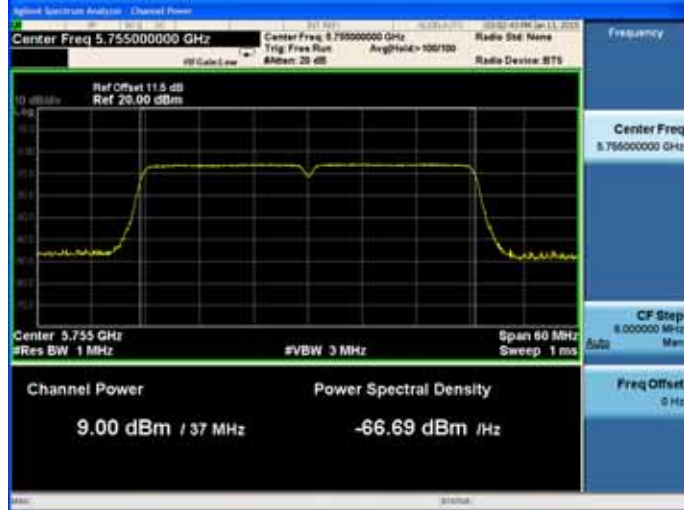 Agilent Spectrum Analyzer - Channel Power
Center Freq 5.755000000 GHz
#IFGain:Low
Center Freq: 5.755000000 GHz
Trig: Free Run
Avg|Hold:>100/100
#Atten: 20 dB
Radio Std: None
Radio Device: BTS
Ref Offset 11.5 dB
10 dB/div
Ref 20.00 dBm
Log
Center 5.755 GHz
Span 60 MHz
#Res BW 1 MHz
#VBW 3 MHz
Sweep 1 ms
Channel Power
Power Spectral Density
9.00 dBm / 37 MHz
-66.69 dBm /Hz
Frequency
Center Freq
5.755000000 GHz
CF Step
6.000000 MHz
Auto
Man
Freq Offset
0 Hz
MSG
STATUS